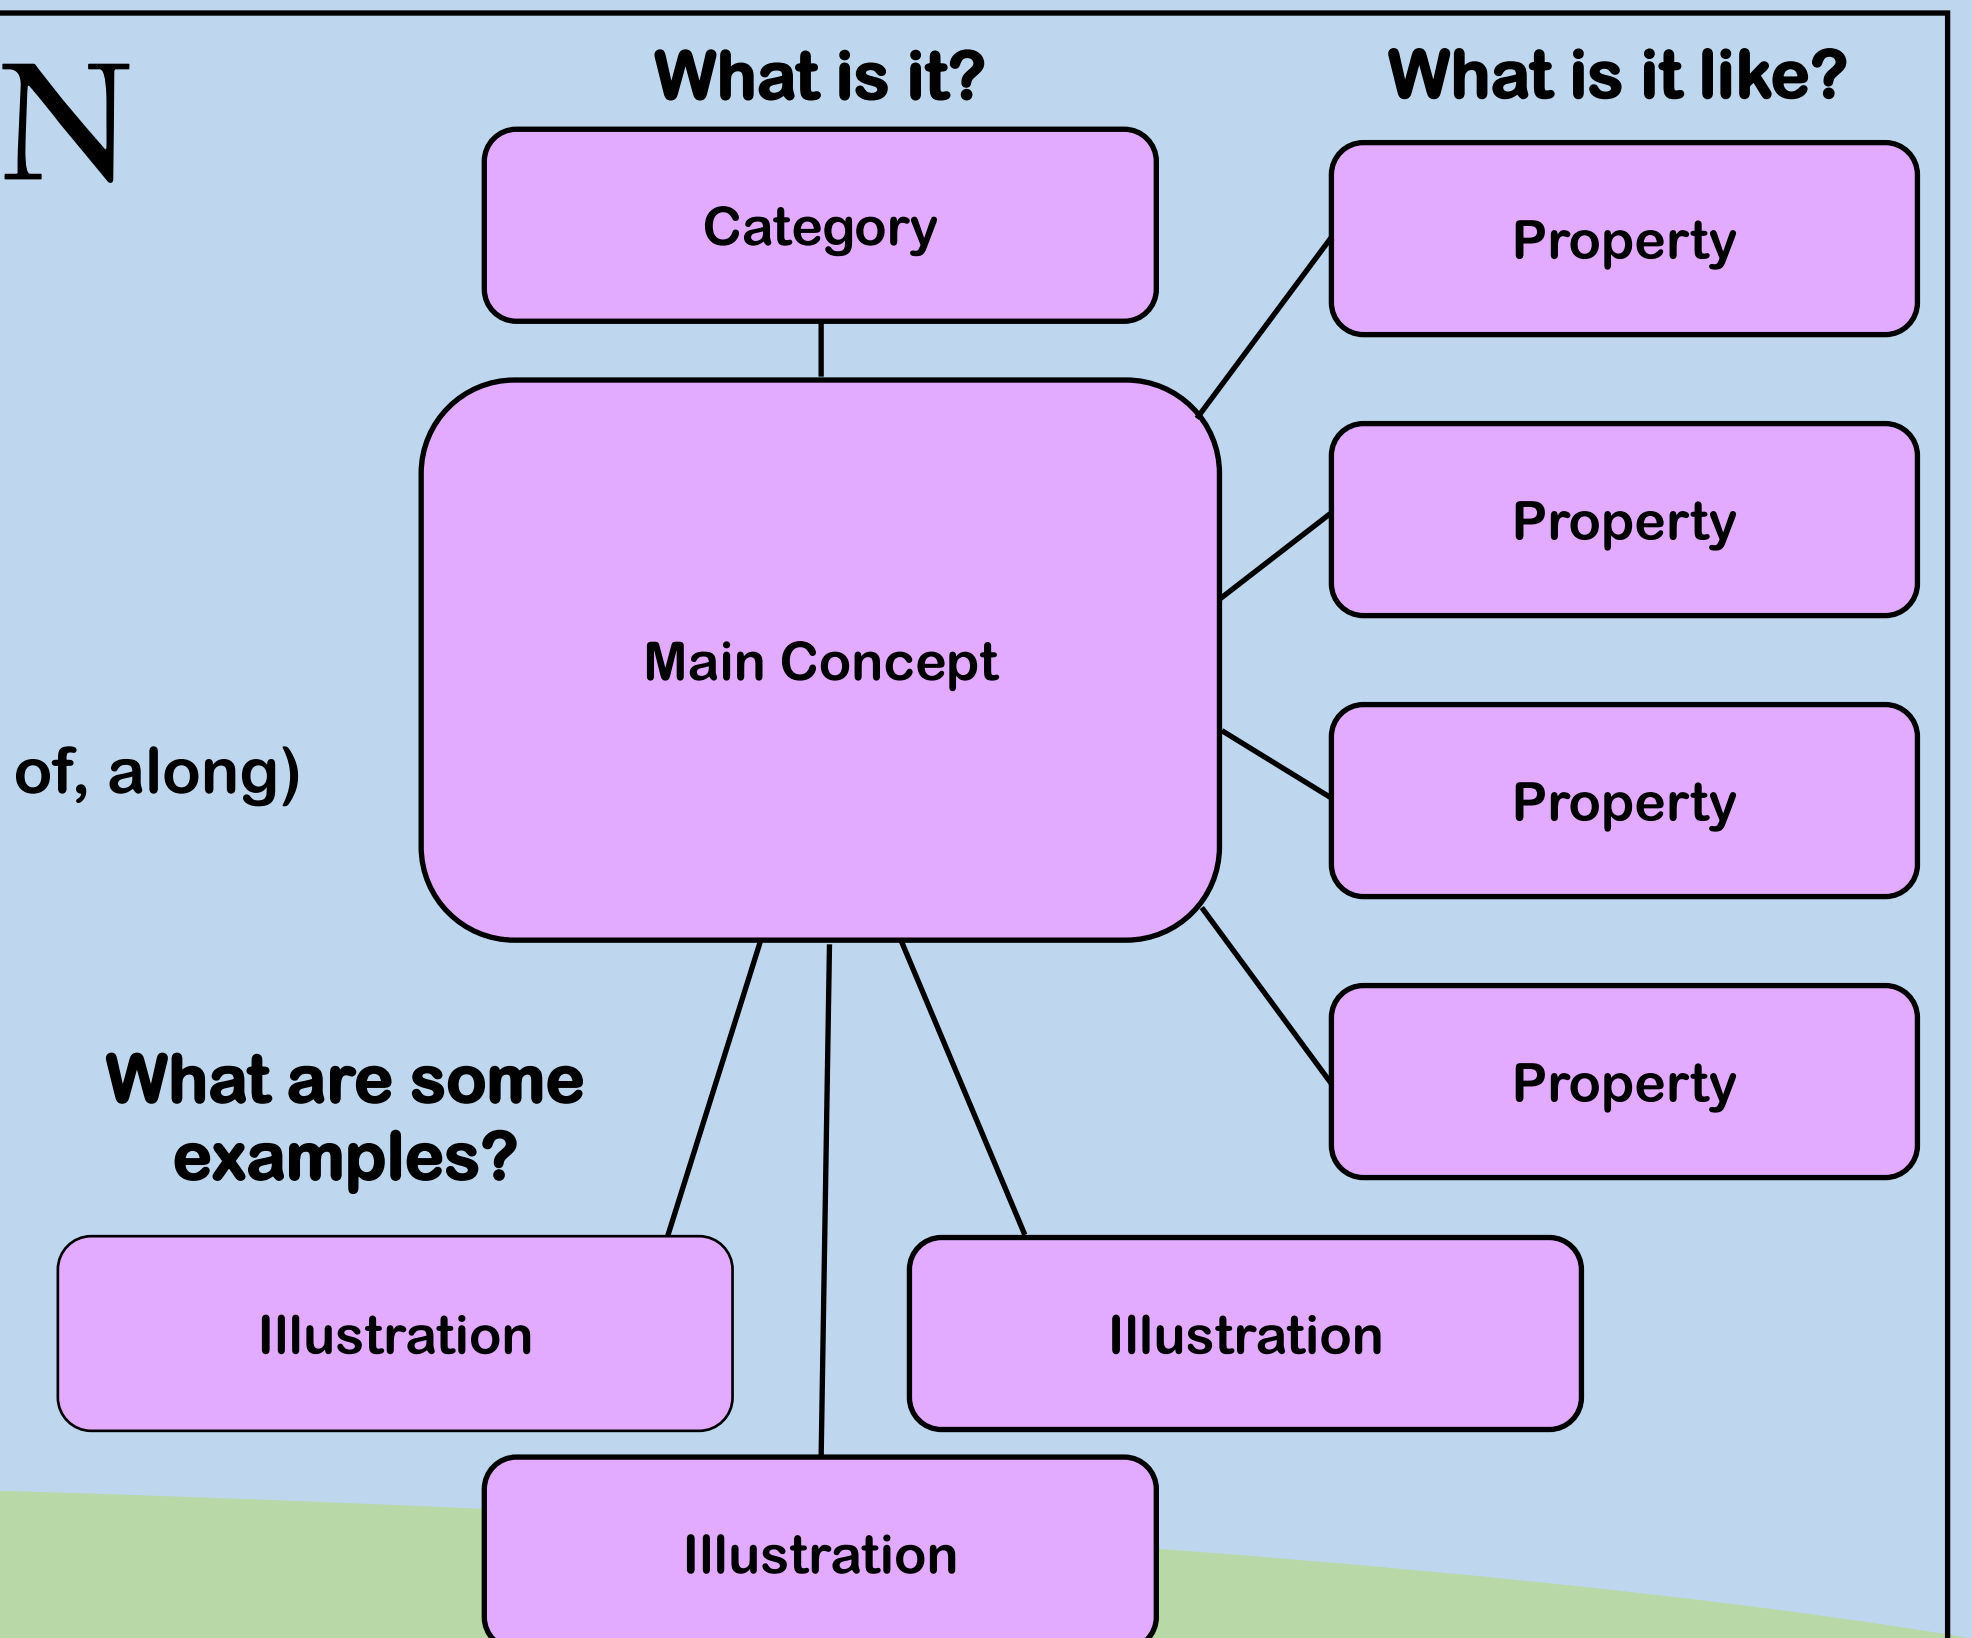 N
What is it?
What is it like?
Category
Property
Property
Main Concept
of, along)
Property
What are some
examples?
Property
Illustration
Illustration
Illustration